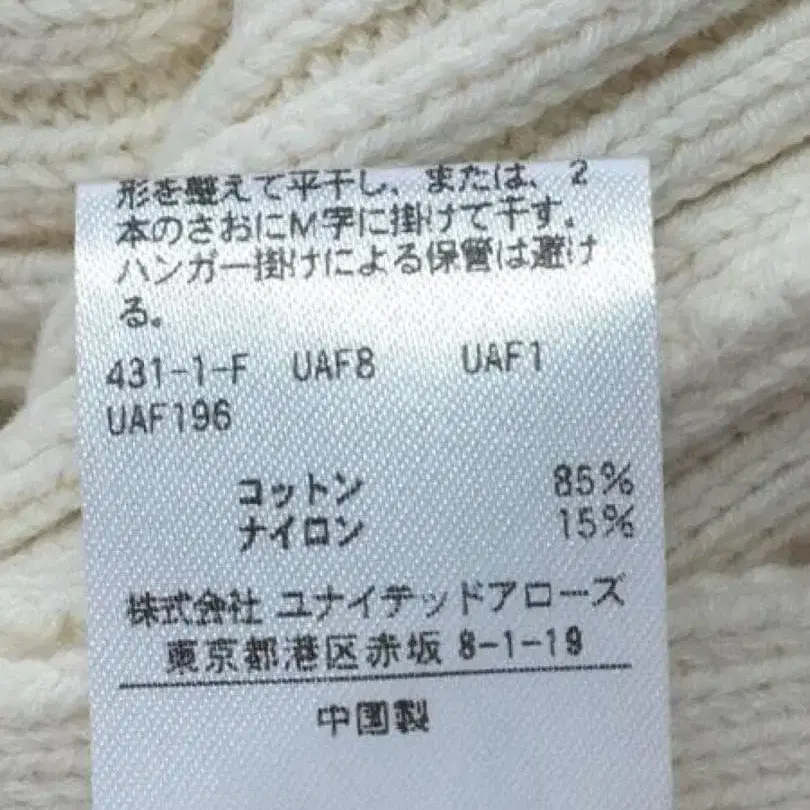 形を整えて平干し、または、2
本のさおにM字に掛けて干す。
ハンガー掛けによる保管は避け
る。
431-1-F UAF8 UAF1
UAF196
コットン 85%
ナイロン 15%
株式会社 ユナイテッドアローズ
東京都港区赤坂 8-1-19
中国製